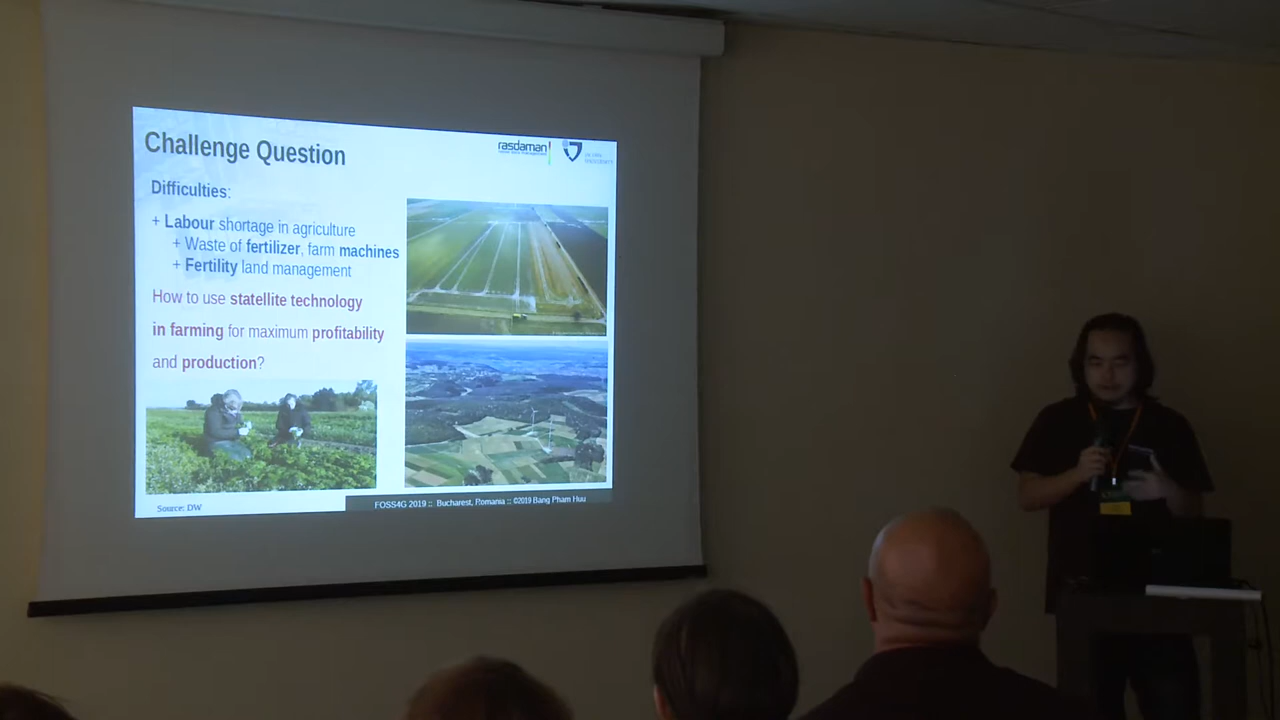 Challenge Question
rasdaman!
Difficulties:
+ Labour shortage in agriculture
+ Waste of fertilizer, farm machines
+ Fertility land management
How to use statellite technology
in farming for maximum profitability
and production?
Source: DW
FOSS4G 2019 :: Bucharest, Romania :: ©2019 Bang Pham Huu